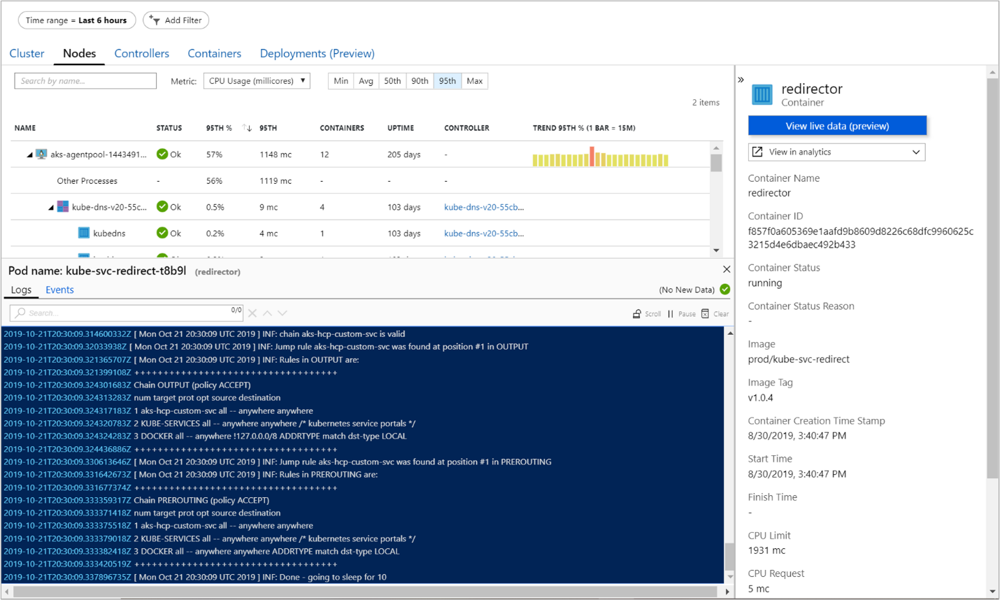 Time range = Last 6 hours
Add Filter
Cluster
Nodes
Controllers
Containers
Deployments (Preview)
Search by name...
Metric:
CPU Usage (millicores)
Min
Avg
50th
90th
95th
Max
2 items
NAME STATUS 95TH % 95TH CONTAINERS UPTIME CONTROLLER TREND 95TH % (1 BAR = 15M)
aks-agentpool-1443491... Ok 57% 1148 mc 12 205 days -
Other Processes - 56% 1119 mc - - -
kube-dns-v20-55c... Ok 0.5% 9 mc 4 103 days kube-dns-v20-55cb...
kubedns Ok 0.2% 4 mc 1 103 days kube-dns-v20-55cb...
Pod name: kube-svc-redirect-t8b9l (redirector)
Logs
Events
(No New Data)
Search...
0/0
Scroll
Pause
Clear
2019-10-21T20:30:09.314600332Z [ Mon Oct 21 20:30:09 UTC 2019 ] INF: chain aks-hcp-custom-svc is valid
2019-10-21T20:30:09.32033938Z [ Mon Oct 21 20:30:09 UTC 2019 ] INF: Jump rule aks-hcp-custom-svc was found at position #1 in OUTPUT
2019-10-21T20:30:09.321365707Z [ Mon Oct 21 20:30:09 UTC 2019 ] INF: Rules in OUTPUT are:
2019-10-21T20:30:09.321399108Z +++++++++++++++++++++++++++++++++++
2019-10-21T20:30:09.324301683Z Chain OUTPUT (policy ACCEPT)
2019-10-21T20:30:09.324313283Z num target prot opt source destination
2019-10-21T20:30:09.324317183Z 1 aks-hcp-custom-svc all -- anywhere anywhere
2019-10-21T20:30:09.324320783Z 2 KUBE-SERVICES all -- anywhere anywhere /* kubernetes service portals */
2019-10-21T20:30:09.324324283Z 3 DOCKER all -- anywhere !127.0.0.0/8 ADDRTYPE match dst-type LOCAL
2019-10-21T20:30:09.324436886Z +++++++++++++++++++++++++++++++++++
2019-10-21T20:30:09.330613646Z [ Mon Oct 21 20:30:09 UTC 2019 ] INF: Jump rule aks-hcp-custom-svc was found at position #1 in PREROUTING
2019-10-21T20:30:09.331642673Z [ Mon Oct 21 20:30:09 UTC 2019 ] INF: Rules in PREROUTING are:
2019-10-21T20:30:09.331677374Z +++++++++++++++++++++++++++++++++++
2019-10-21T20:30:09.333359317Z Chain PREROUTING (policy ACCEPT)
2019-10-21T20:30:09.333371418Z num target prot opt source destination
2019-10-21T20:30:09.333375518Z 1 aks-hcp-custom-svc all -- anywhere anywhere
2019-10-21T20:30:09.333379018Z 2 KUBE-SERVICES all -- anywhere anywhere /* kubernetes service portals */
2019-10-21T20:30:09.333382418Z 3 DOCKER all -- anywhere anywhere ADDRTYPE match dst-type LOCAL
2019-10-21T20:30:09.333420519Z +++++++++++++++++++++++++++++++++++
2019-10-21T20:30:09.337896735Z [ Mon Oct 21 20:30:09 UTC 2019 ] INF: Done - going to sleep for 10
redirector
Container
View live data (preview)
View in analytics
Container Name
redirector
Container ID
f857f0a605369e1aafd9b8609d8226c68dfc9960625c
3215d4e6dbaec492b433
Container Status
running
Container Status Reason
-
Image
prod/kube-svc-redirect
Image Tag
v1.0.4
Container Creation Time Stamp
8/30/2019, 3:40:47 PM
Start Time
8/30/2019, 3:40:47 PM
Finish Time
-
CPU Limit
1931 mc
CPU Request
5 mc